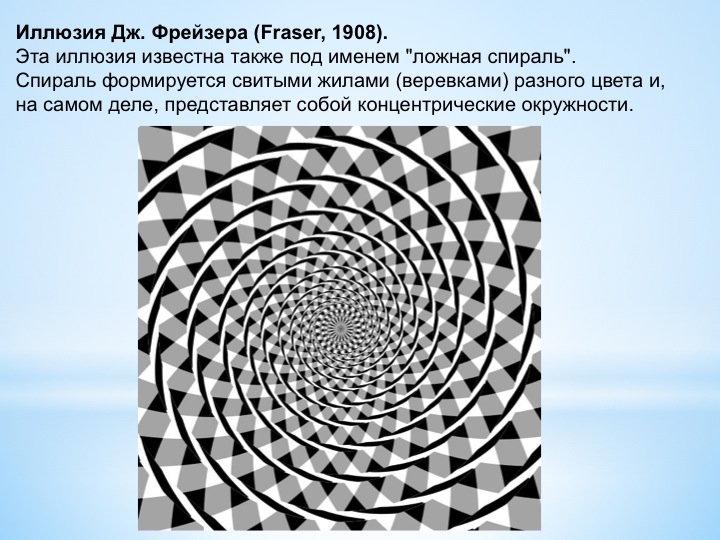 Иллюзия Дж. Фрейзера (Fraser, 1908).
Эта иллюзия известна также под именем "ложная спираль".
Спираль формируется свитыми жилами (веревками) разного цвета и,
на самом деле, представляет собой концентрические окружности.